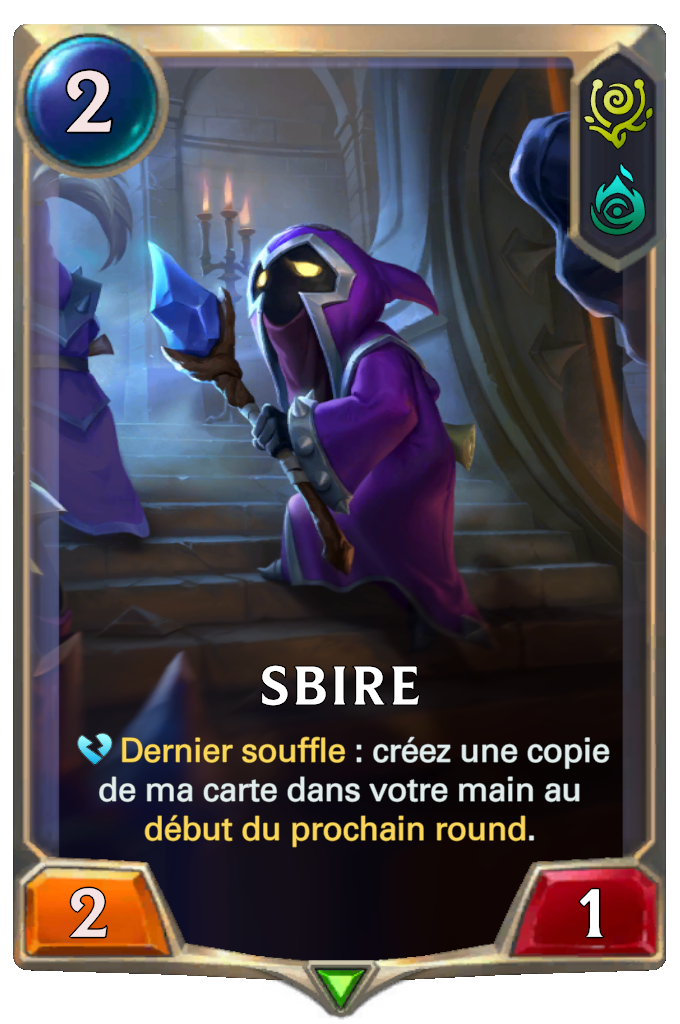 2
SBIRE
Dernier souffle : créez une copie
de ma carte dans votre main au
début du prochain round.
2
1